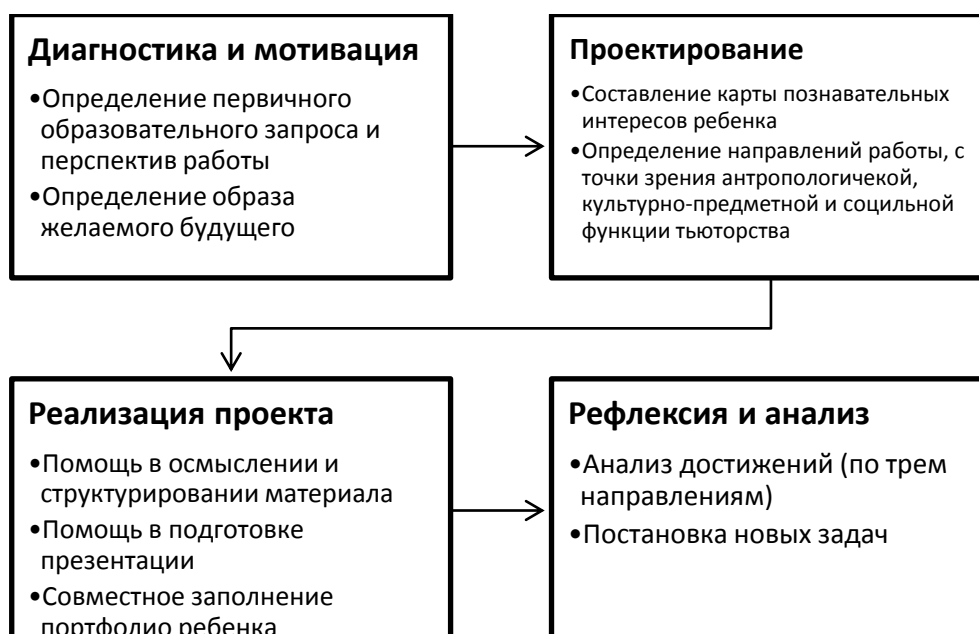 Диагностика и мотивация
•Определение первичного
образовательного запроса и
перспектив работы
•Определение образа
желаемого будущего
Проектирование
•Составление карты познавательных
интересов ребенка
•Определение направлений работы, с
точки зрения антропологичекой,
культурно-предметной и социльной
функции тьюторства
Реализация проекта
•Помощь в осмыслении и
структурировании материала
•Помощь в подготовке
презентации
•Совместное заполнение
портфолио ребенка
Рефлексия и анализ
•Анализ достижений (по трем
направлениям)
•Постановка новых задач